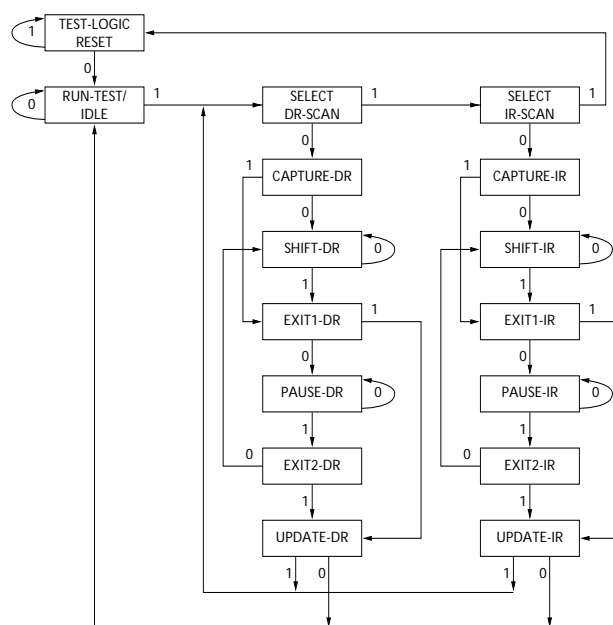 TEST-LOGIC
RESET
1
0
RUN-TEST/
IDLE
0
1
SELECT
DR-SCAN
1
SELECT
IR-SCAN
1
0
0
1
CAPTURE-DR
1
CAPTURE-IR
0
0
SHIFT-DR
0
SHIFT-IR
0
1
1
EXIT1-DR
1
EXIT1-IR
1
0
0
PAUSE-DR
0
PAUSE-IR
0
1
1
0
EXIT2-DR
0
EXIT2-IR
1
1
UPDATE-DR
UPDATE-IR
1
0
1
0